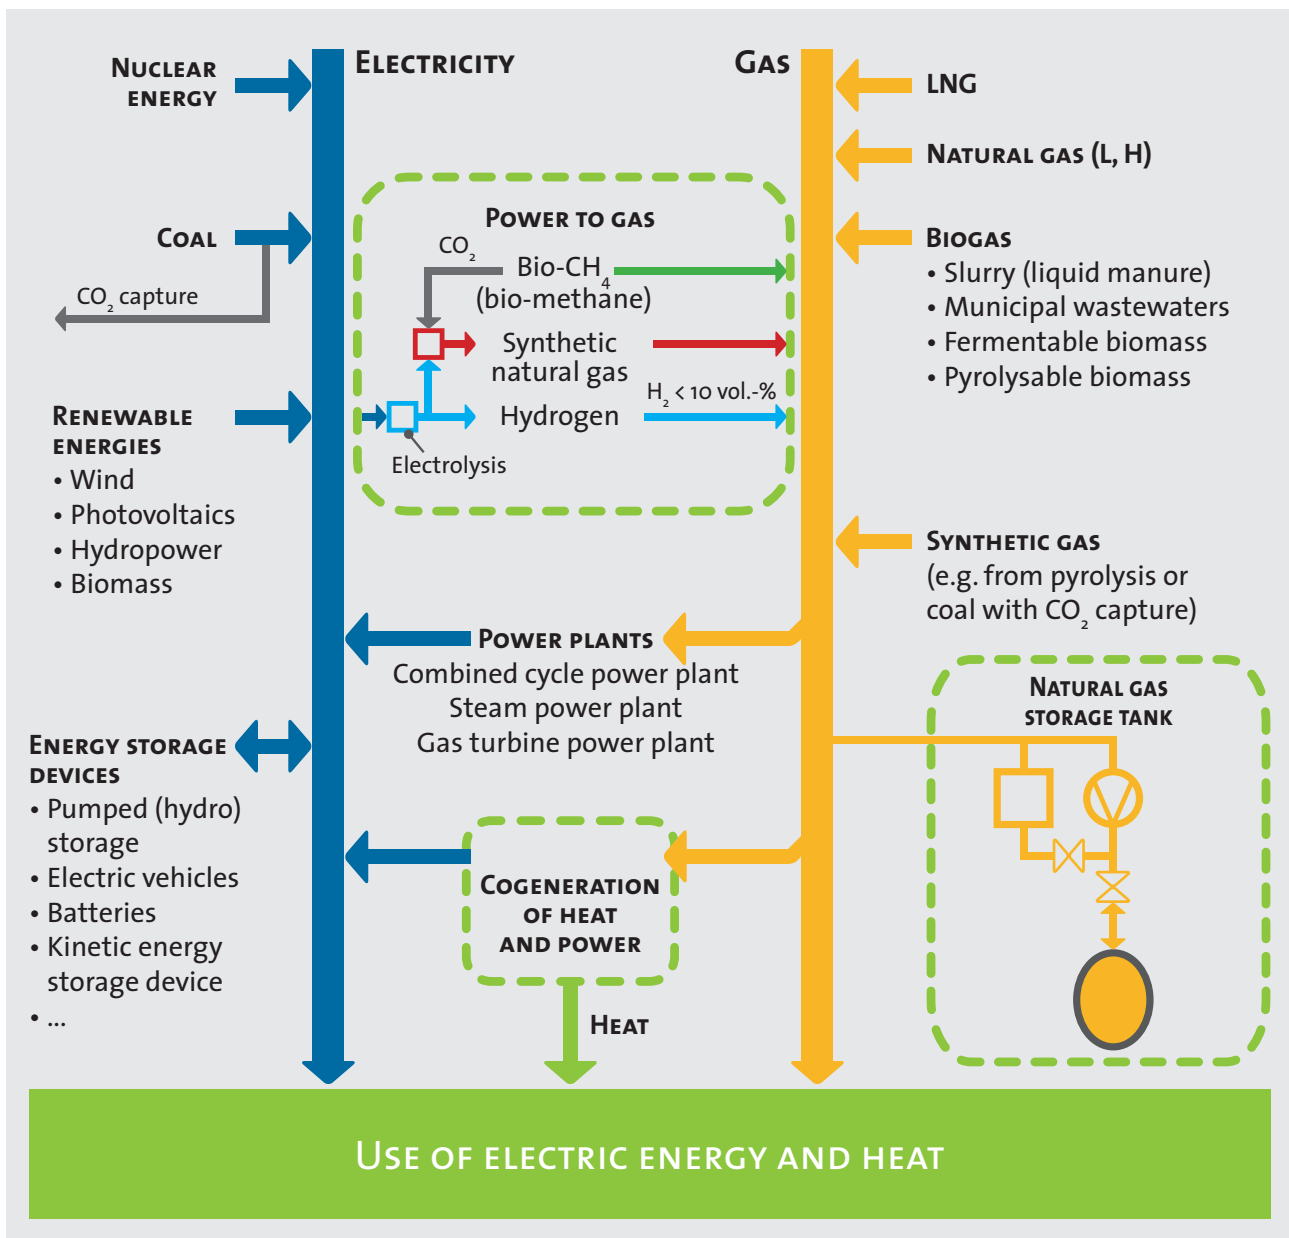 NUCLEAR
ENERGY
ELECTRICITY
GAS
LNG
NATURAL GAS (L, H)
COAL
CO₂ capture
POWER TO GAS
CO₂
Bio-CH₄
(bio-methane)
Synthetic
natural gas
H₂ < 10 vol.-%
Hydrogen
Electrolysis
BIOGAS
• Slurry (liquid manure)
• Municipal wastewaters
• Fermentable biomass
• Pyrolysable biomass
RENEWABLE
ENERGIES
• Wind
• Photovoltaics
• Hydropower
• Biomass
SYNTHETIC GAS
(e.g. from pyrolysis or
coal with CO₂ capture)
POWER PLANTS
Combined cycle power plant
Steam power plant
Gas turbine power plant
NATURAL GAS
STORAGE TANK
ENERGY STORAGE
DEVICES
• Pumped (hydro)
storage
• Electric vehicles
• Batteries
• Kinetic energy
storage device
• ...
COGENERATION
OF HEAT
AND POWER
HEAT
USE OF ELECTRIC ENERGY AND HEAT